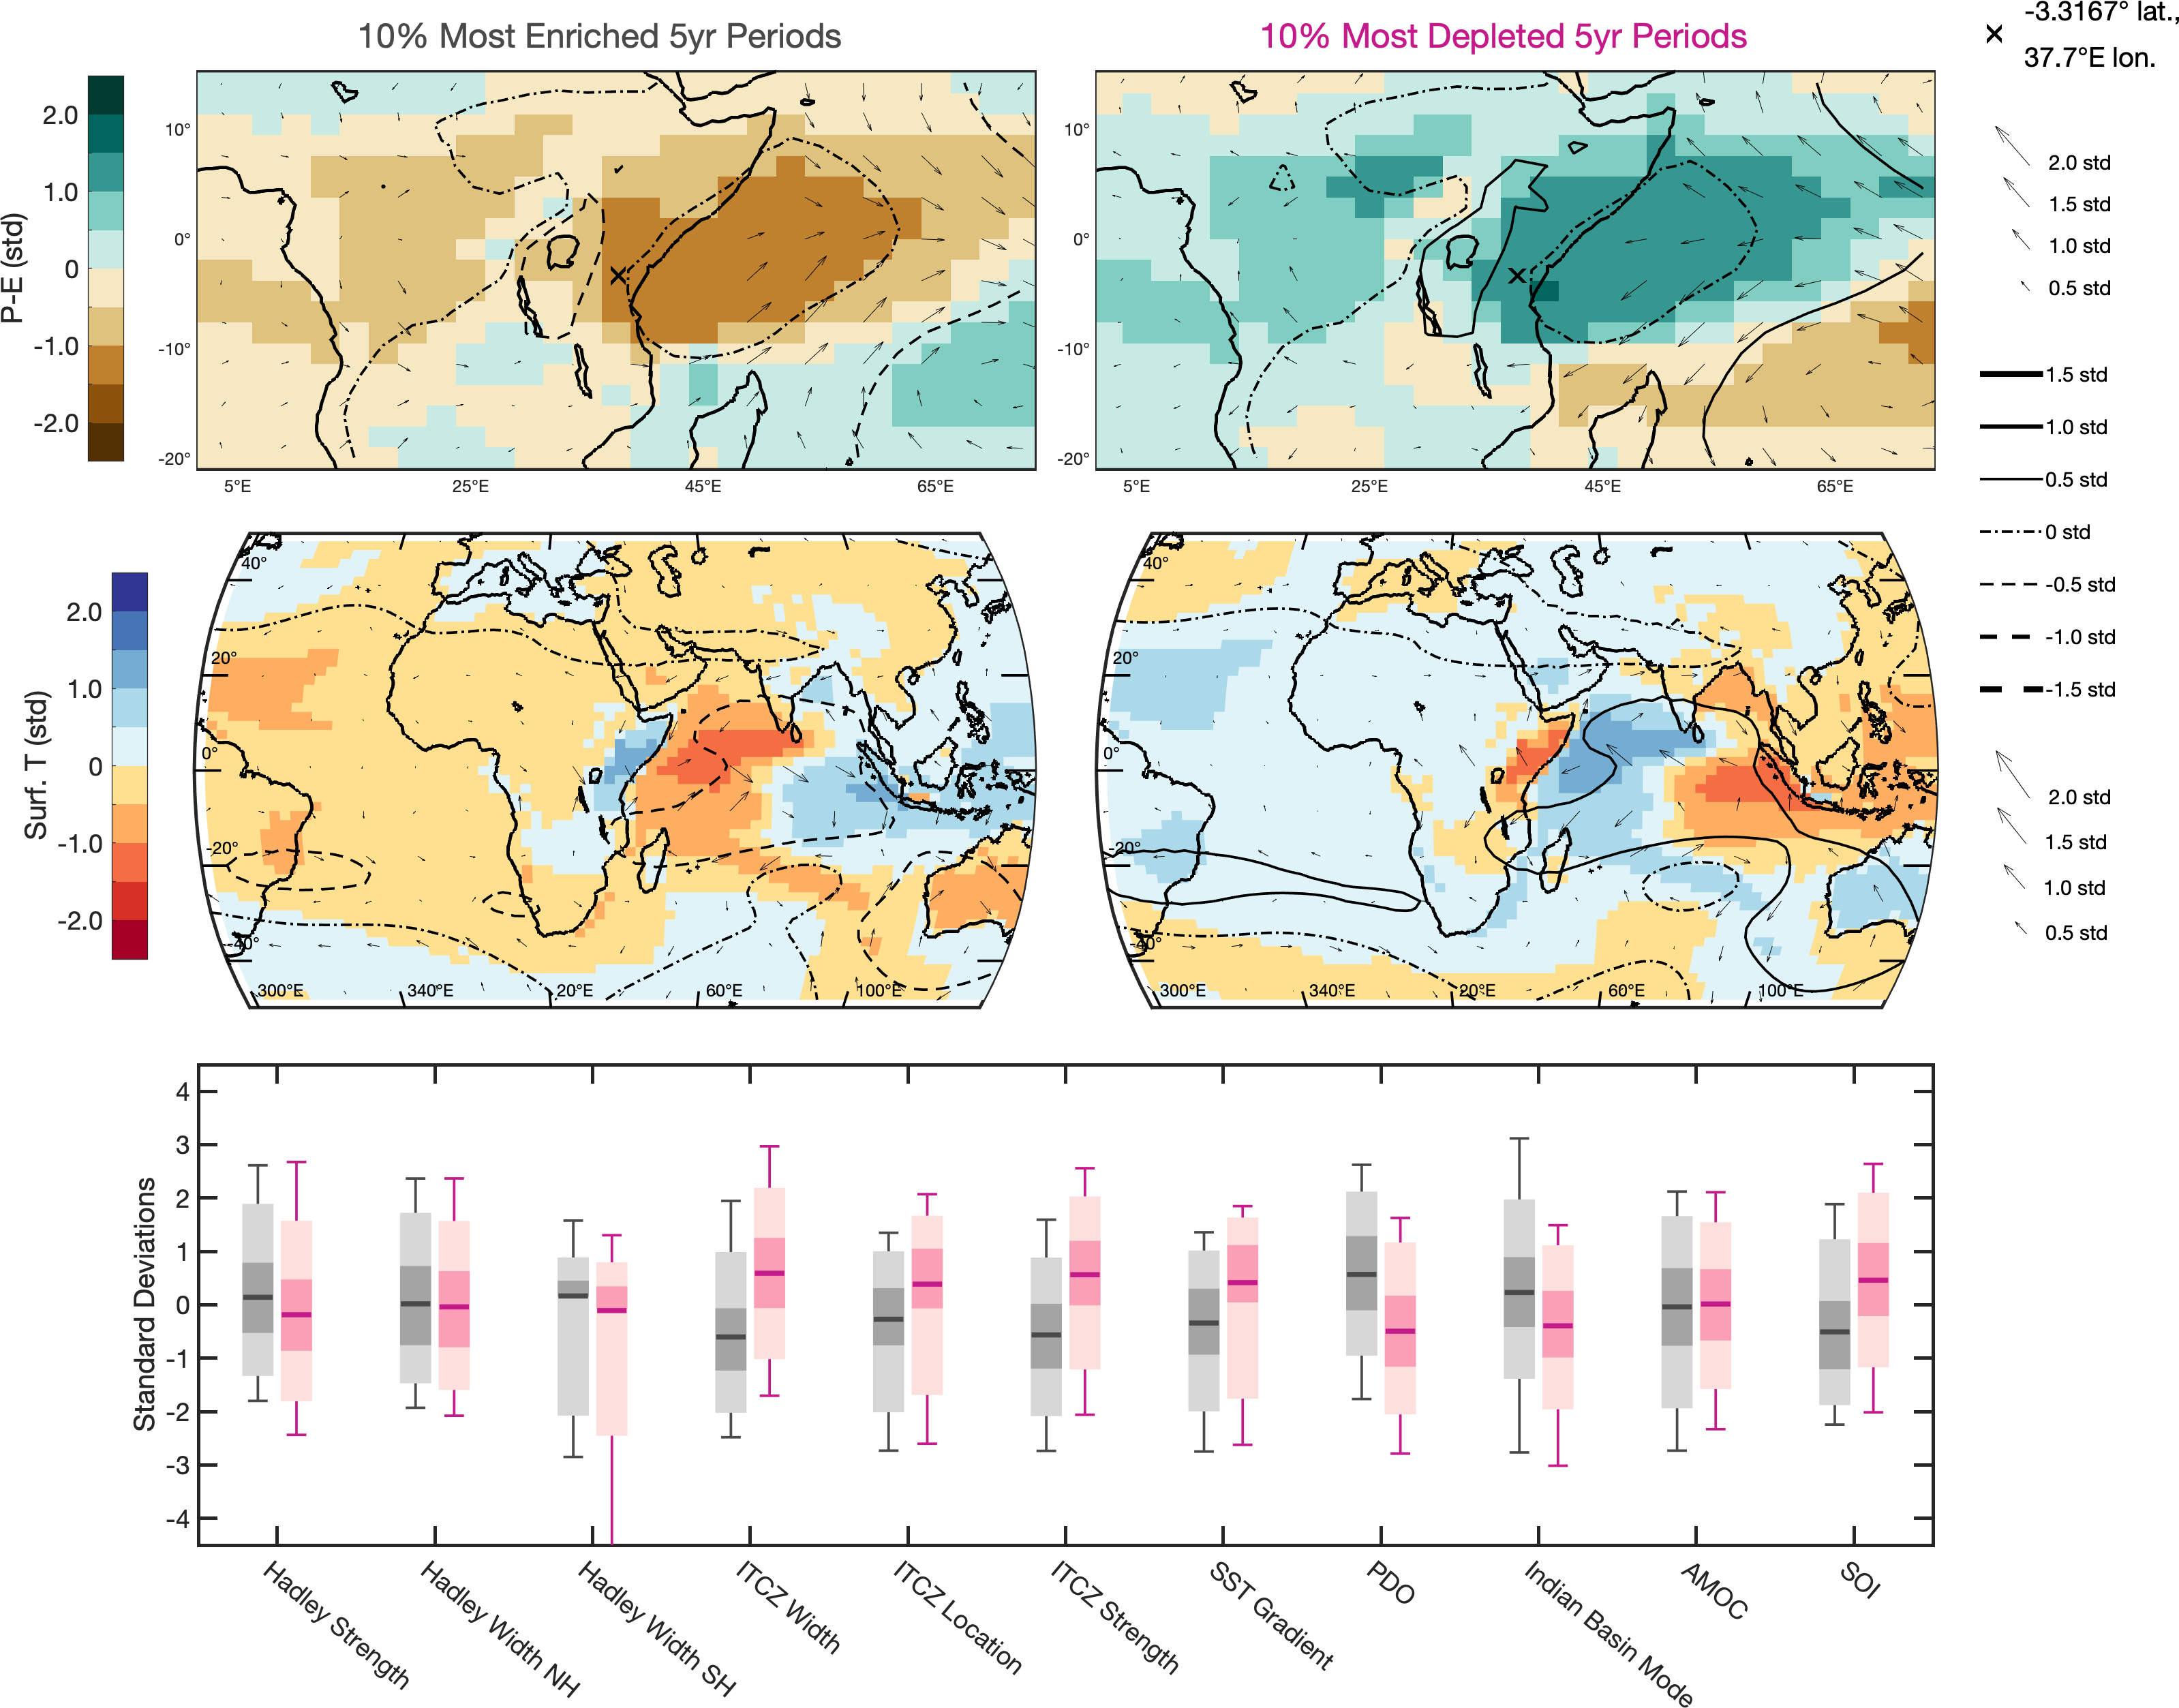 10% Most Enriched 5yr Periods
10% Most Depleted 5yr Periods
-3.3167° lat.,
37.7°E lon.
P-E (std)
2.0
1.0
0
-1.0
-2.0
10°
0°
-10°
-20°
5°E
25°E
45°E
65°E
10°
0°
-10°
-20°
5°E
25°E
45°E
65°E
2.0 std
1.5 std
1.0 std
0.5 std
1.5 std
1.0 std
0.5 std
0 std
-0.5 std
-1.0 std
-1.5 std
Surf. T (std)
2.0
1.0
0
-1.0
-2.0
40°
20°
0°
-20°
-40°
300°E
340°E
20°E
60°E
100°E
40°
20°
0°
-20°
-40°
300°E
340°E
20°E
60°E
100°E
2.0 std
1.5 std
1.0 std
0.5 std
Standard Deviations
4
3
2
1
0
-1
-2
-3
-4
Hadley Strength
Hadley Width NH
Hadley Width SH
ITCZ Width
ITCZ Location
ITCZ Strength
SST Gradient
PDO
Indian Basin Mode
AMOC
SOI